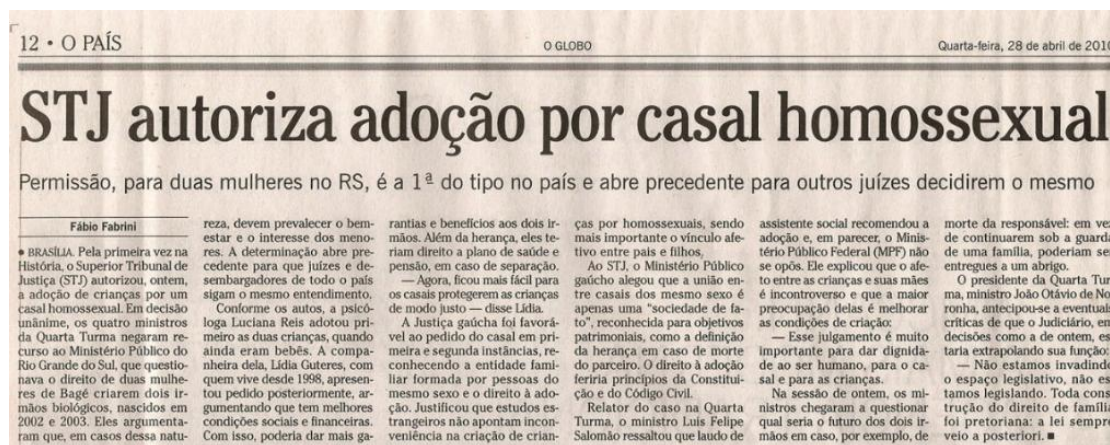 12 • O PAÍS
O GLOBO
Quarta-feira, 28 de abril de 2010
STJ autoriza adoção por casal homossexual
Permissão, para duas mulheres no RS, é a 1ª do tipo no país e abre precedente para outros juízes decidirem o mesmo
Fábio Fabrini
• BRASÍLIA. Pela primeira vez na
História, o Superior Tribunal de
Justiça (STJ) autorizou, ontem,
a adoção de crianças por um
casal homossexual. Em decisão
unânime, os quatro ministros
da Quarta Turma negaram re-
curso ao Ministério Público do
Rio Grande do Sul, que questio-
nava o direito de duas mulhe-
res de Bagé criarem dois ir-
mãos biológicos, nascidos em
2002 e 2003. Eles argumenta-
ram que, em casos dessa natu-
reza, devem prevalecer o bem-
estar e o interesse dos meno-
res. A determinação abre pre-
cedente para que juízes e de-
sembargadores de todo o país
sigam o mesmo entendimento.
Conforme os autos, a psicó-
loga Luciana Reis adotou pri-
meiro as duas crianças, quando
ainda eram bebês. A compa-
nheira dela, Lídia Guteres, com
quem vive desde 1998, apresen-
tou pedido posteriormente, ar-
gumentando que tem melhores
condições sociais e financeiras.
Com isso, poderia dar mais ga-
rantias e benefícios aos dois ir-
mãos. Além da herança, eles te-
riam direito a plano de saúde e
pensão, em caso de separação.
— Agora, ficou mais fácil para
os casais protegerem as crianças
de modo justo — disse Lídia.
A Justiça gaúcha foi favorá-
vel ao pedido do casal em pri-
meira e segunda instâncias, re-
conhecendo a entidade fami-
liar formada por pessoas do
mesmo sexo e o direito à ado-
ção. Justificou que estudos es-
trangeiros não apontam incon-
veniência na criação de crian-
ças por homossexuais, sendo
mais importante o vínculo afe-
tivo entre pais e filhos.
Ao STJ, o Ministério Público
gaúcho alegou que a união en-
tre casais do mesmo sexo é
apenas uma "sociedade de fa-
to", reconhecida para objetivos
patrimoniais, como a definição
da herança em caso de morte
do parceiro. O direito à adoção
feriria princípios da Constitui-
ção e do Código Civil.
Relator do caso na Quarta
Turma, o ministro Luis Felipe
Salomão ressaltou que laudo de
assistente social recomendou a
adoção e, em parecer, o Minis-
tério Público Federal (MPF) não
se opôs. Ele explicou que o afe-
to entre as crianças e suas mães
é incontroverso e que a maior
preocupação delas é melhorar
as condições de criação:
— Esse julgamento é muito
importante para dar dignida-
de ao ser humano, para o ca-
sal e para as crianças.
Na sessão de ontem, os mi-
nistros chegaram a questionar
qual seria o futuro dos dois ir-
mãos em caso, por exemplo, de
morte da responsável: em vez
de continuarem sob a guarda
de uma família, poderiam ser
entregues a um abrigo.
O presidente da Quarta Tur-
ma, ministro João Otávio de No-
ronha, antecipou-se a eventuais
críticas de que o Judiciário, em
decisões como a de ontem, es-
taria extrapolando sua função:
— Não estamos invadindo
o espaço legislativo, não es-
tamos legislando. Toda cons-
trução do direito de família
foi pretoriana: a lei sempre
veio a posteriori. ■